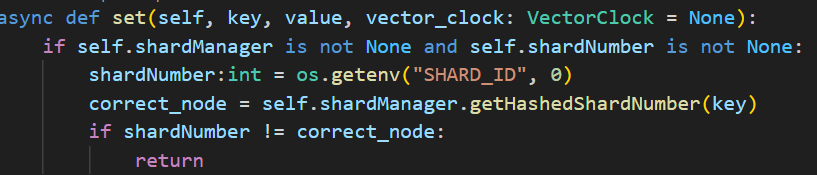 async def set(self, key, value, vector_clock: VectorClock = None):
if self.shardManager is not None and self.shardNumber is not None:
shardNumber:int = os.getenv("SHARD_ID", 0)
correct_node = self.shardManager.getHashedShardNumber(key)
if shardNumber != correct_node:
return